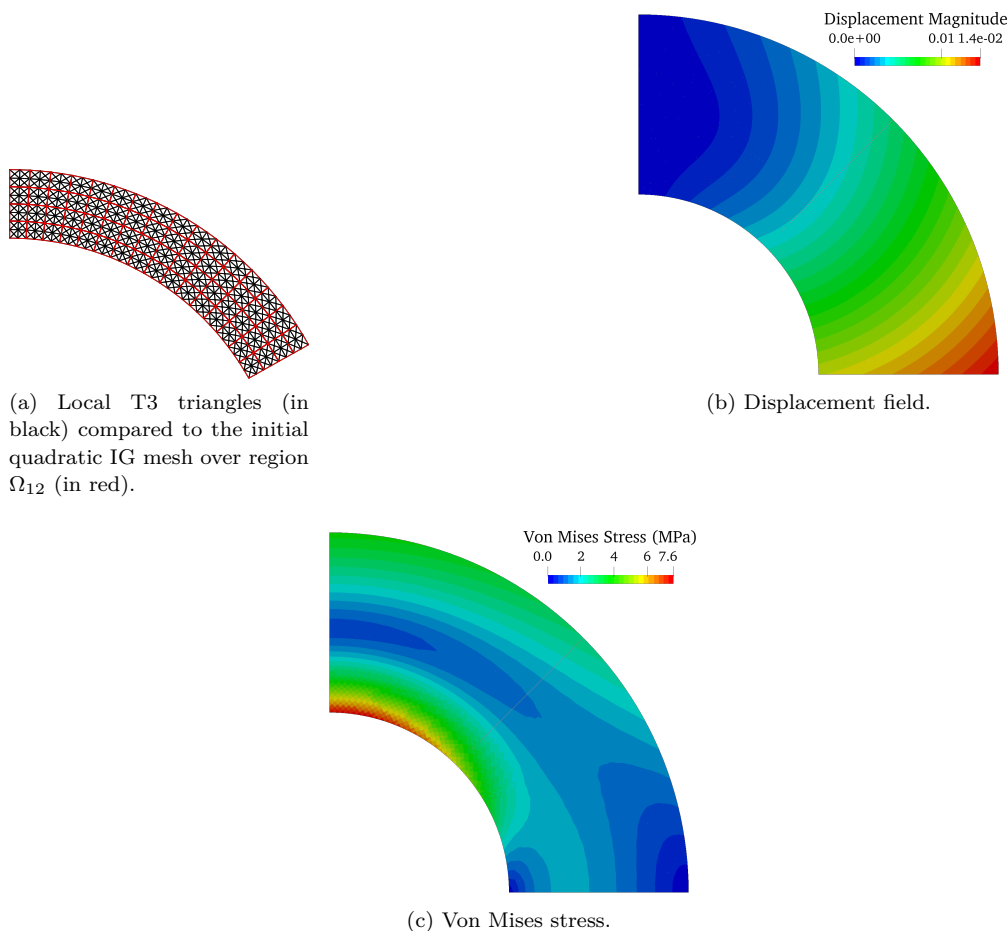 Displacement Magnitude
0.0e+00 0.01 1.4e-02
(a) Local T3 triangles (in
black) compared to the initial
quadratic IG mesh over region
Ω₁₂ (in red).
(b) Displacement field.
Von Mises Stress (MPa)
0.0 2 4 6 7.6
(c) Von Mises stress.